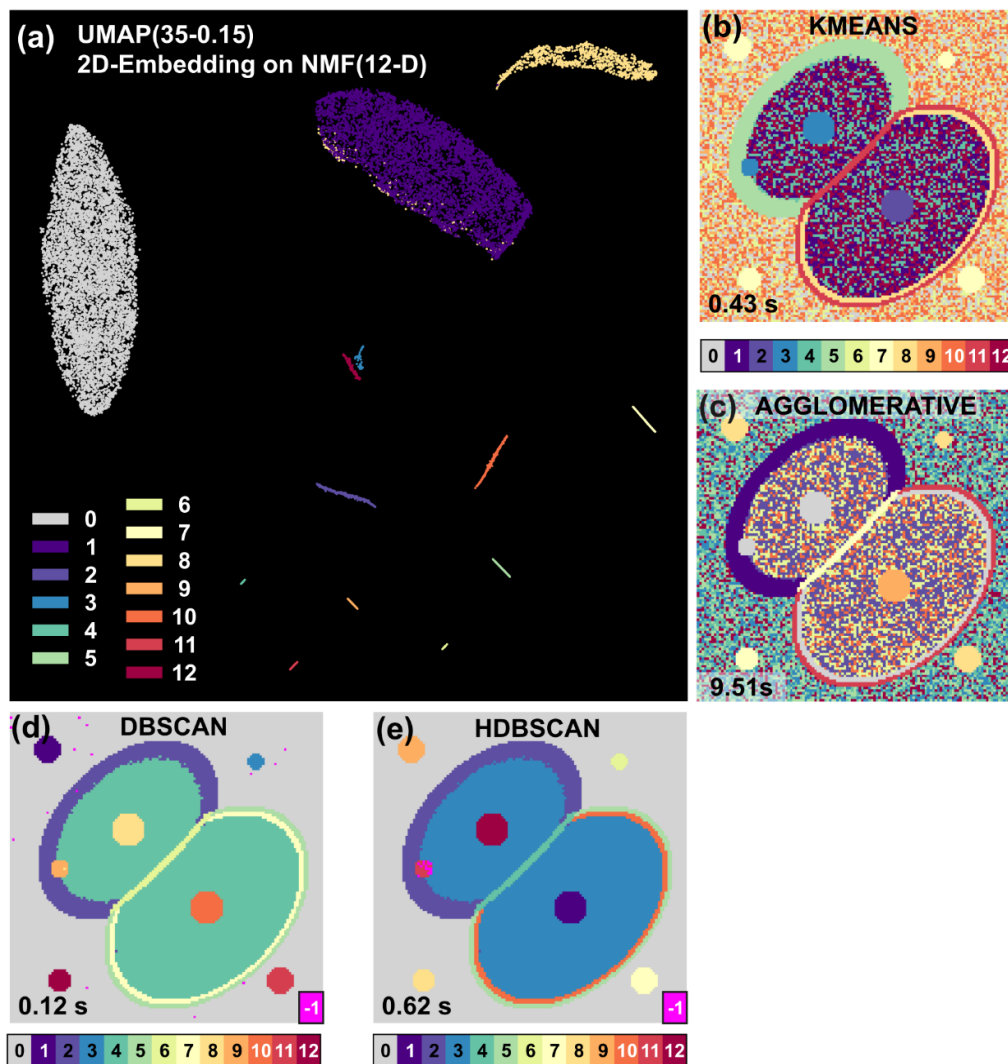 (a) UMAP(35-0.15)
2D-Embedding on NMF(12-D)
0
1
2
3
4
5
6
7
8
9
10
11
12
(b) KMEANS
0.43 s
0 1 2 3 4 5 6 7 8 9 10 11 12
(c) AGGLOMERATIVE
9.51s
(d) DBSCAN
0.12 s
-1
0 1 2 3 4 5 6 7 8 9 10 11 12
(e) HDBSCAN
0.62 s
-1
0 1 2 3 4 5 6 7 8 9 10 11 12